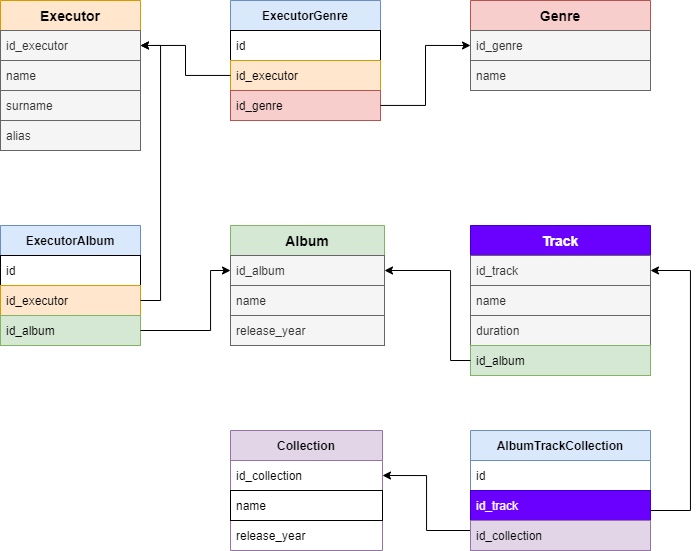 Executor
id_executor
name
surname
alias
ExecutorGenre
id
id_executor
id_genre
Genre
id_genre
name
ExecutorAlbum
id
id_executor
id_album
Album
id_album
name
release_year
Track
id_track
name
duration
id_album
Collection
id_collection
name
release_year
AlbumTrackCollection
id
id_track
id_collection